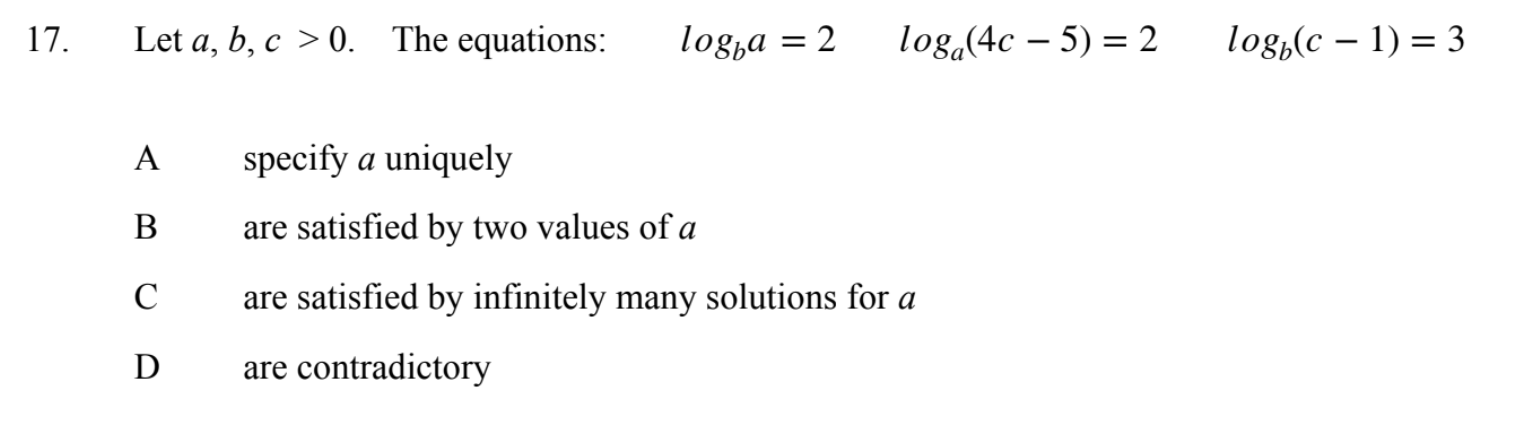 17. Let a, b, c > 0. The equations: log_b a = 2 log_a(4c − 5) = 2 log_b(c − 1) = 3
A specify a uniquely
B are satisfied by two values of a
C are satisfied by infinitely many solutions for a
D are contradictory